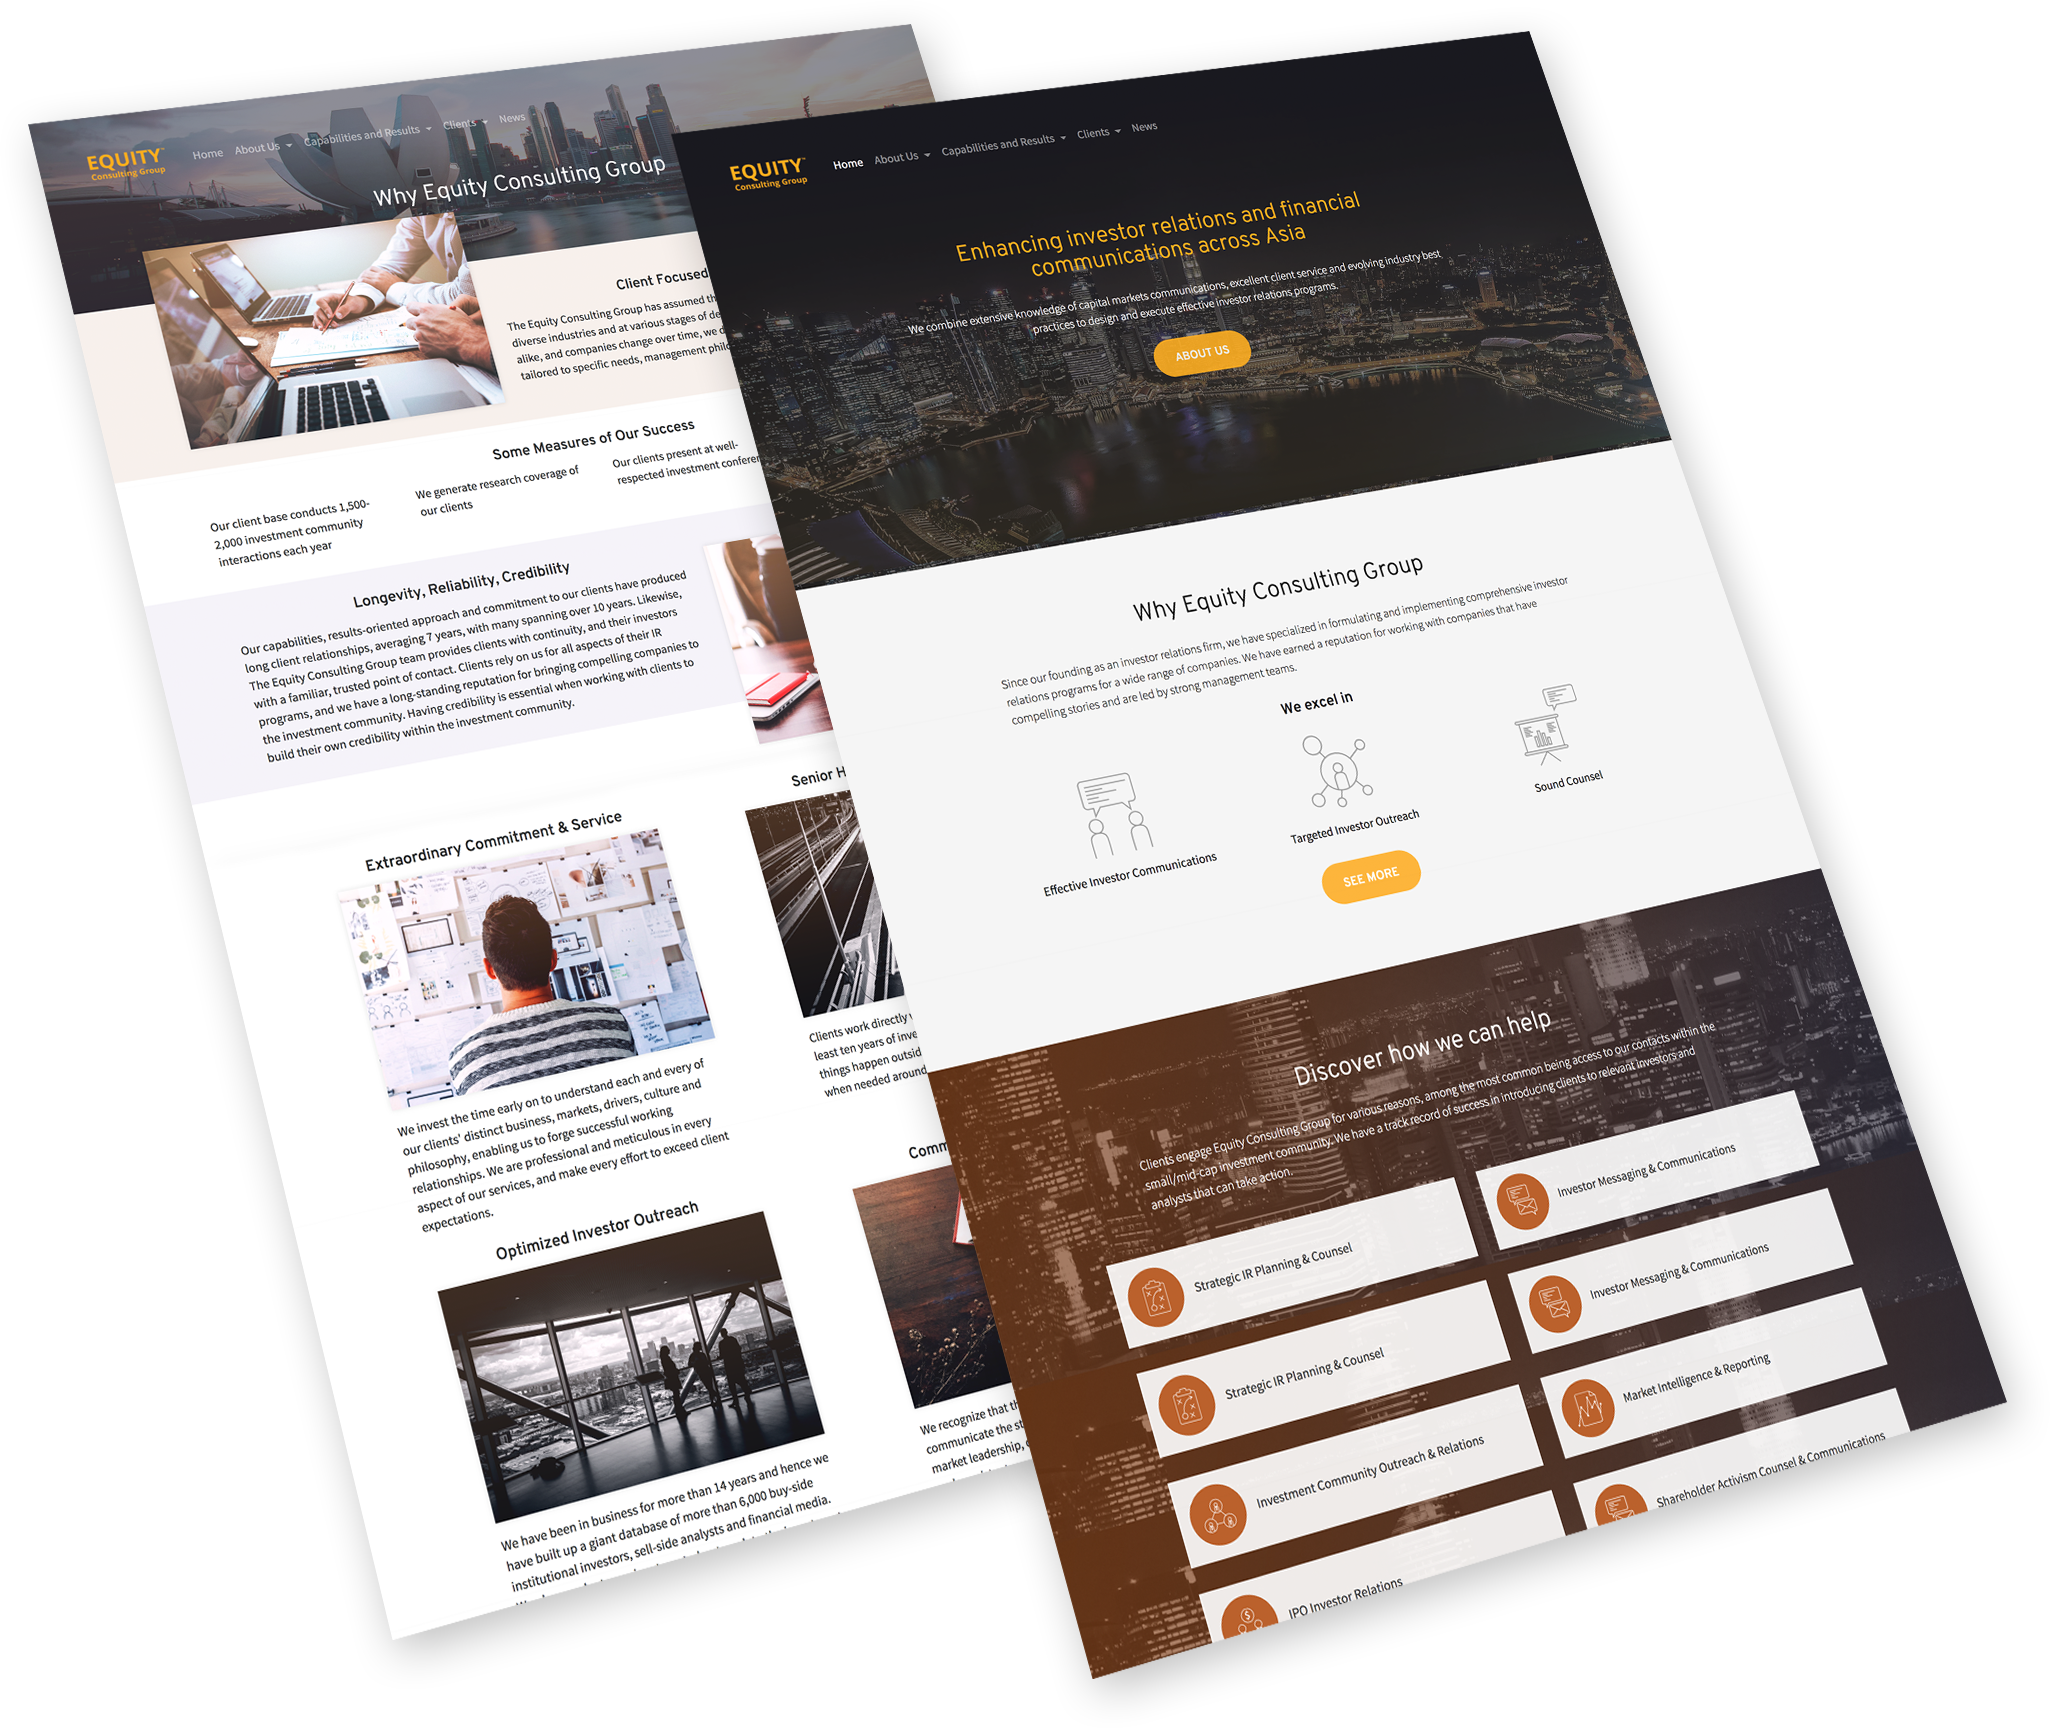 EQUITY
Consulting Group
Home About Us Capabilities and Results Clients News
Why Equity Consulting Group
Client Focused
The Equity Consulting Group has assumed
diverse industries and at various stages of
alike, and companies change over time, we
tailored to specific needs, management
Some Measures of Our Success
Our client base conducts 1,500-
2,000 investment community
interactions each year
We generate research coverage of
our clients
Our clients present at well-
respected investment
Longevity, Reliability, Credibility
Our capabilities, results-oriented approach and commitment to our clients have produced
long client relationships, averaging 7 years, with many spanning over 10 years. Likewise,
The Equity Consulting Group team provides clients with continuity, and their investors
with a familiar, trusted point of contact. Clients rely on us for all aspects of their IR
programs, and we have a long-standing reputation for bringing compelling companies to
the investment community. Having credibility is essential when working with clients to
build their own credibility within the investment community.
Extraordinary Commitment & Service
We invest the time early on to understand each and every of
our clients' distinct business, markets, drivers, culture and
philosophy, enabling us to forge successful working
relationships. We are professional and meticulous in every
aspect of our services, and make every effort to exceed client
expectations.
Senior
Clients work directly
least ten years of
things happen
when needed around
Optimized Investor Outreach
We have been in business for more than 14 years and hence we
have built up a giant database of more than 6,000 buy-side
institutional investors, sell-side analysts and financial media.
We recognize that
communicate the
market leadership,
EQUITY
Consulting Group
Home About Us Capabilities and Results Clients News
Enhancing investor relations and financial
communications across Asia
We combine extensive knowledge of capital markets communications, excellent client service and evolving industry best
practices to design and execute effective investor relations programs.
ABOUT US
Why Equity Consulting Group
Since our founding as an investor relations firm, we have specialized in formulating and implementing comprehensive investor
relations programs for a wide range of companies. We have earned a reputation for working with companies that have
compelling stories and are led by strong management teams.
We excel in
Effective Investor Communications
Targeted Investor Outreach
Sound Counsel
SEE MORE
Discover how we can help
Clients engage Equity Consulting Group for various reasons, among the most common being access to our contacts within the
small/mid-cap investment community. We have a track record of success in introducing clients to relevant investors and
analysts that can take action.
Strategic IR Planning & Counsel
Investor Messaging & Communications
Strategic IR Planning & Counsel
Investor Messaging & Communications
Investment Community Outreach & Relations
Market Intelligence & Reporting
IPO Investor Relations
Shareholder Activism Counsel & Communications